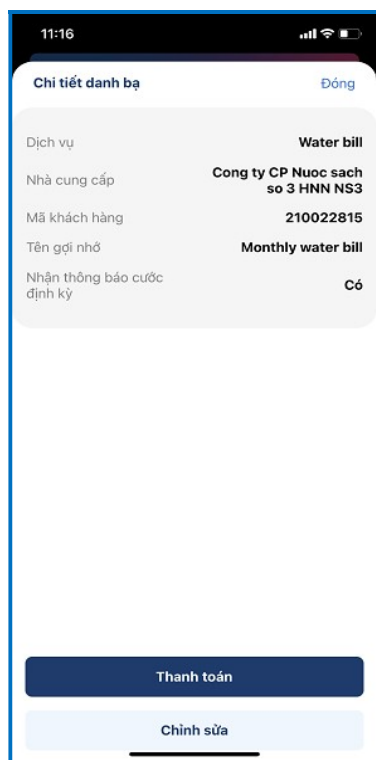 11:16
Chi tiết danh bạ Đóng
Dịch vụ Water bill
Nhà cung cấp Cong ty CP Nuoc sach
so 3 HNN NS3
Mã khách hàng 210022815
Tên gợi nhớ Monthly water bill
Nhận thông báo cước
định kỳ Có
Thanh toán
Chỉnh sửa